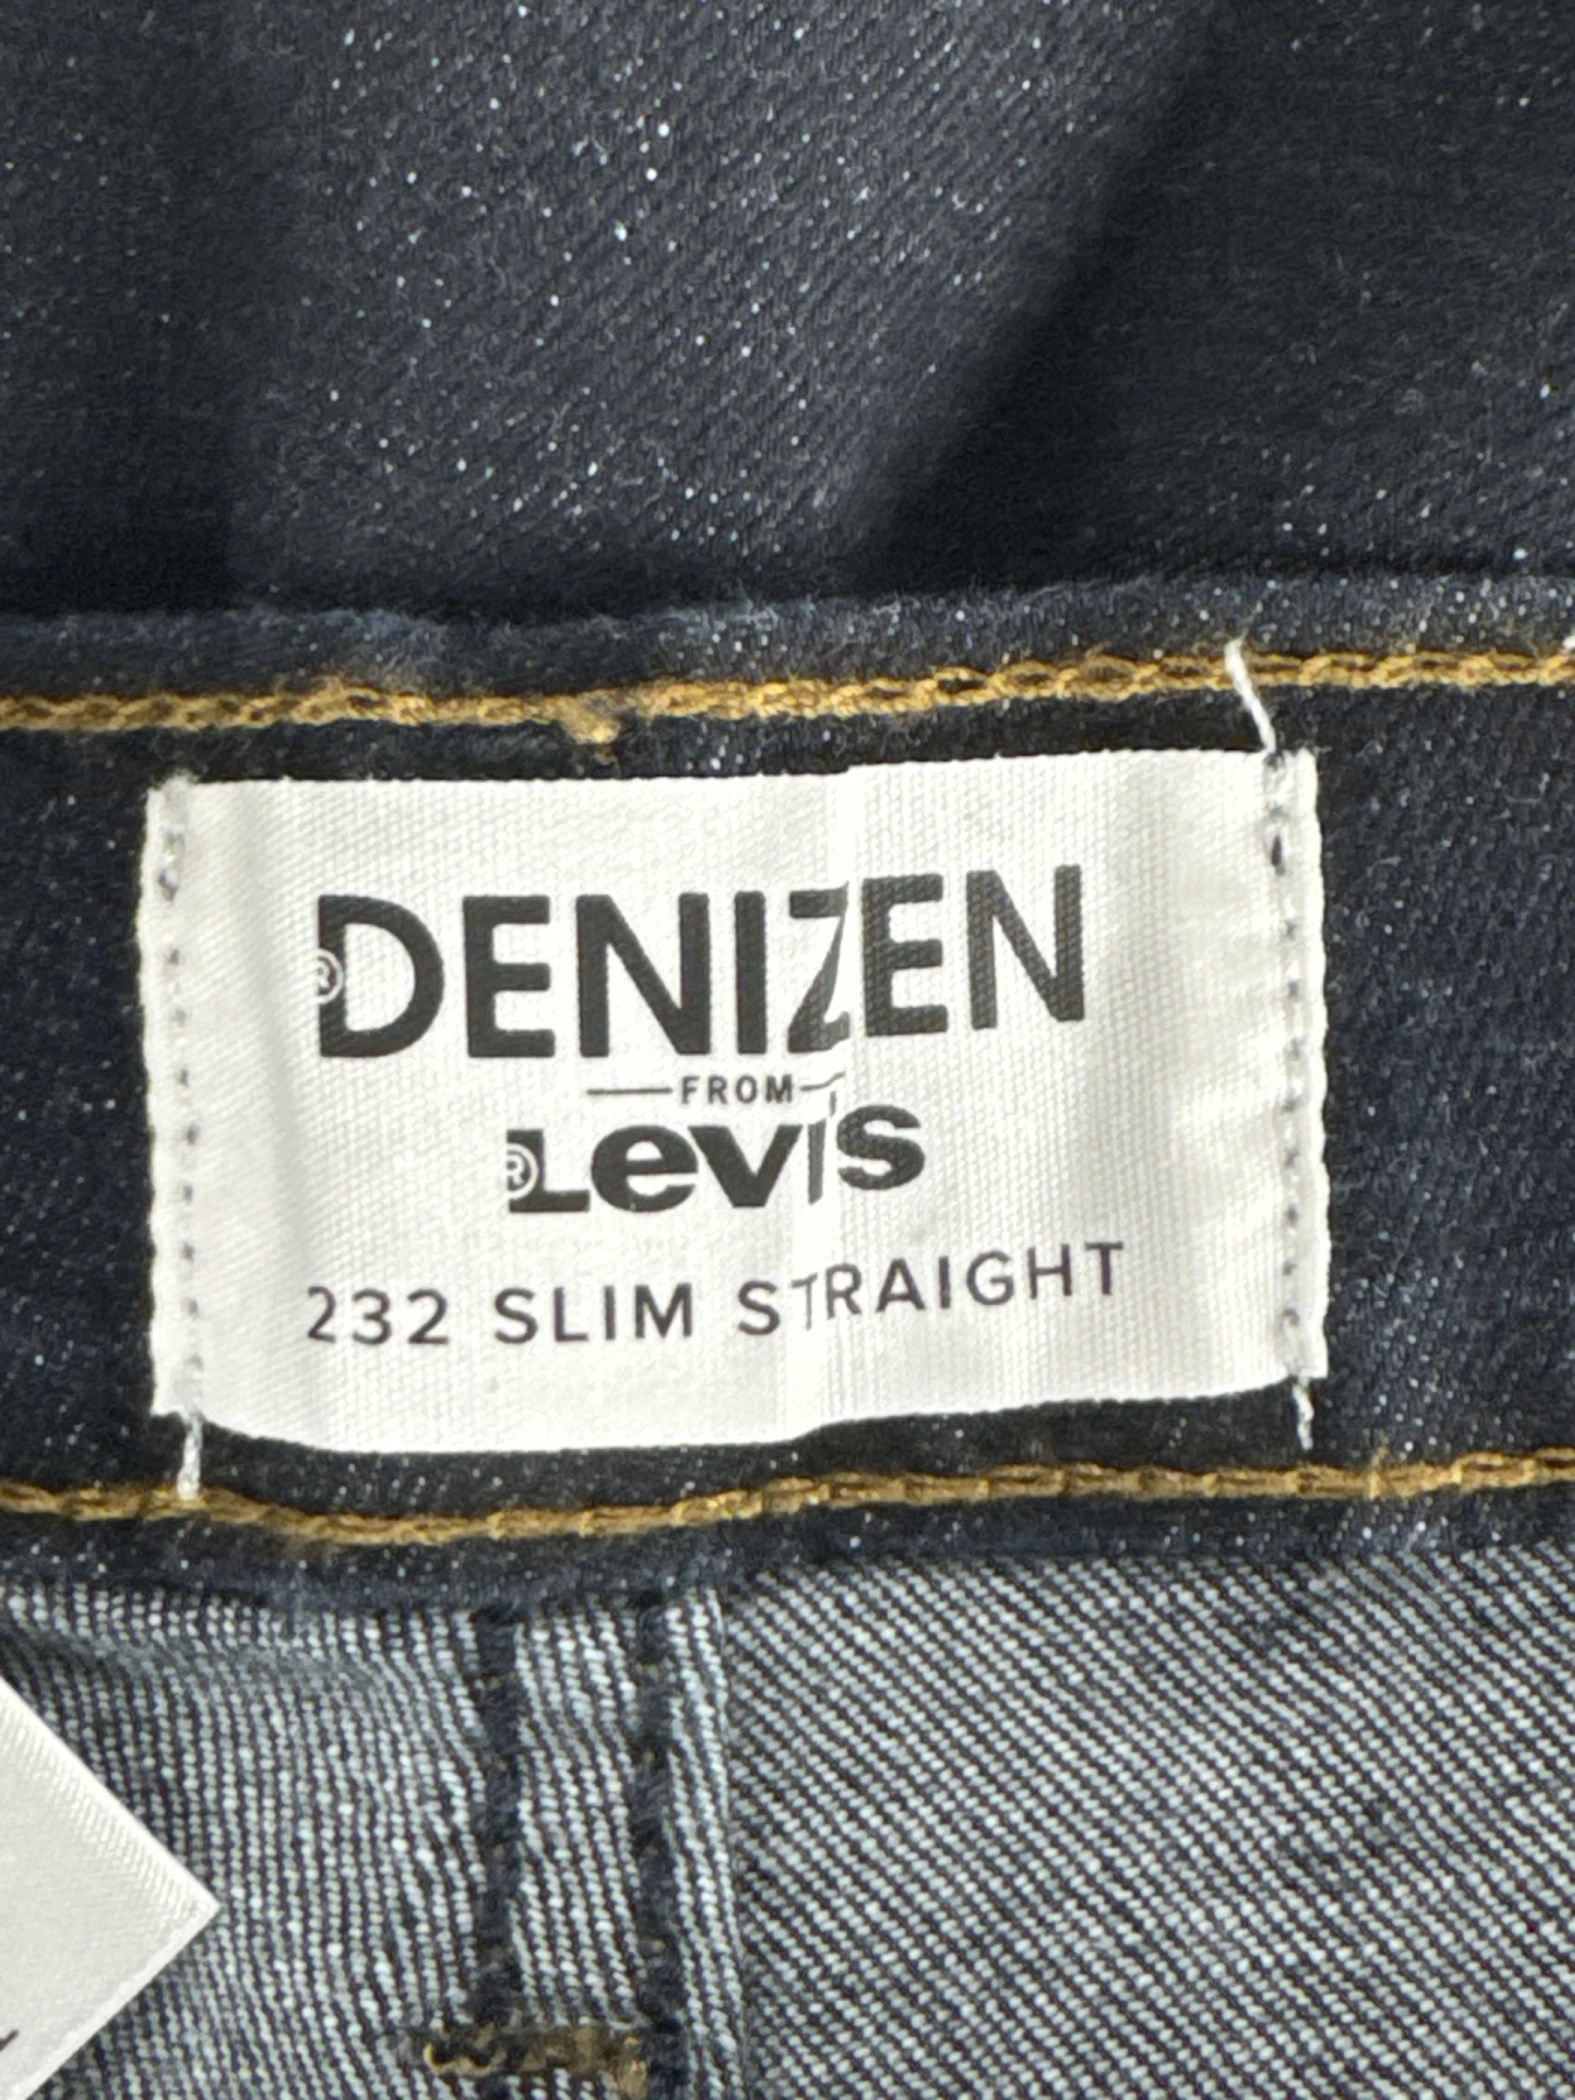 ®DENIZEN
FROM
®Levi's
232 SLIM STRAIGHT